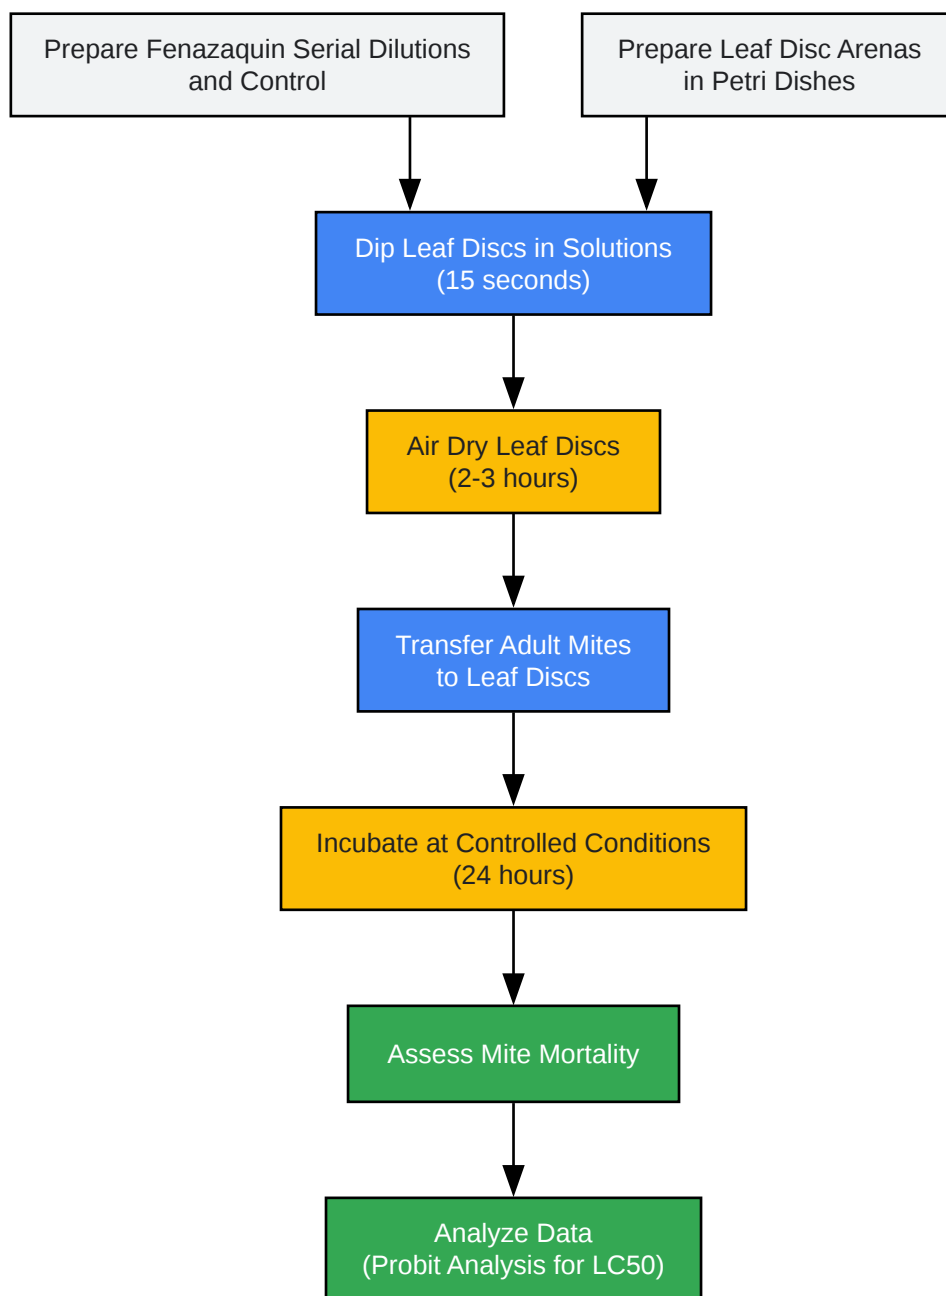 Prepare Fenazaquin Serial Dilutions
and Control
Prepare Leaf Disc Arenas
in Petri Dishes
Dip Leaf Discs in Solutions
(15 seconds)
Air Dry Leaf Discs
(2-3 hours)
Transfer Adult Mites
to Leaf Discs
Incubate at Controlled Conditions
(24 hours)
Assess Mite Mortality
Analyze Data
(Probit Analysis for LC50)